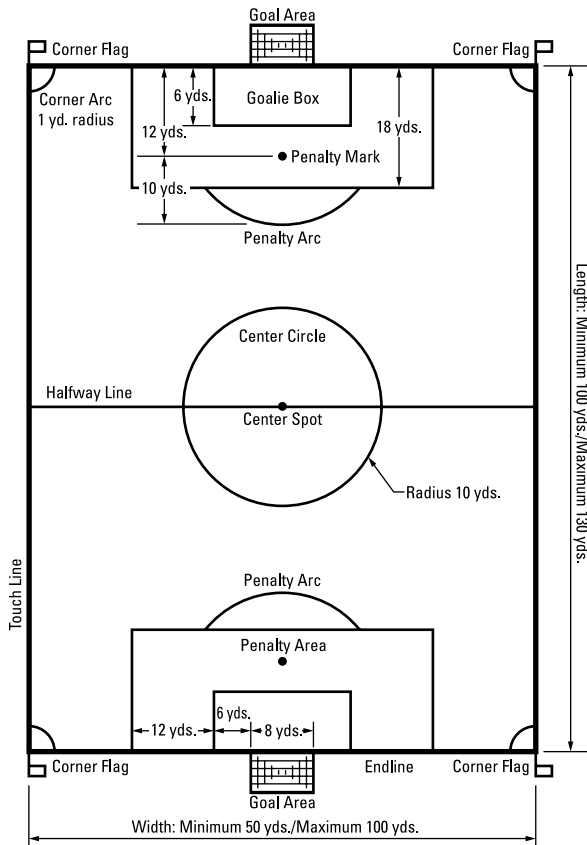 Goal Area
Corner Flag
Corner Flag
Corner Arc
1 yd. radius
6 yds.
Goalie Box
12 yds.
18 yds.
Penalty Mark
10 yds.
Penalty Arc
Center Circle
Halfway Line
Center Spot
Radius 10 yds.
Length: Minimum 100 yds./Maximum 130 yds.
Touch Line
Penalty Arc
Penalty Area
6 yds.
12 yds.
8 yds.
Corner Flag
Endline
Corner Flag
Goal Area
Width: Minimum 50 yds./Maximum 100 yds.